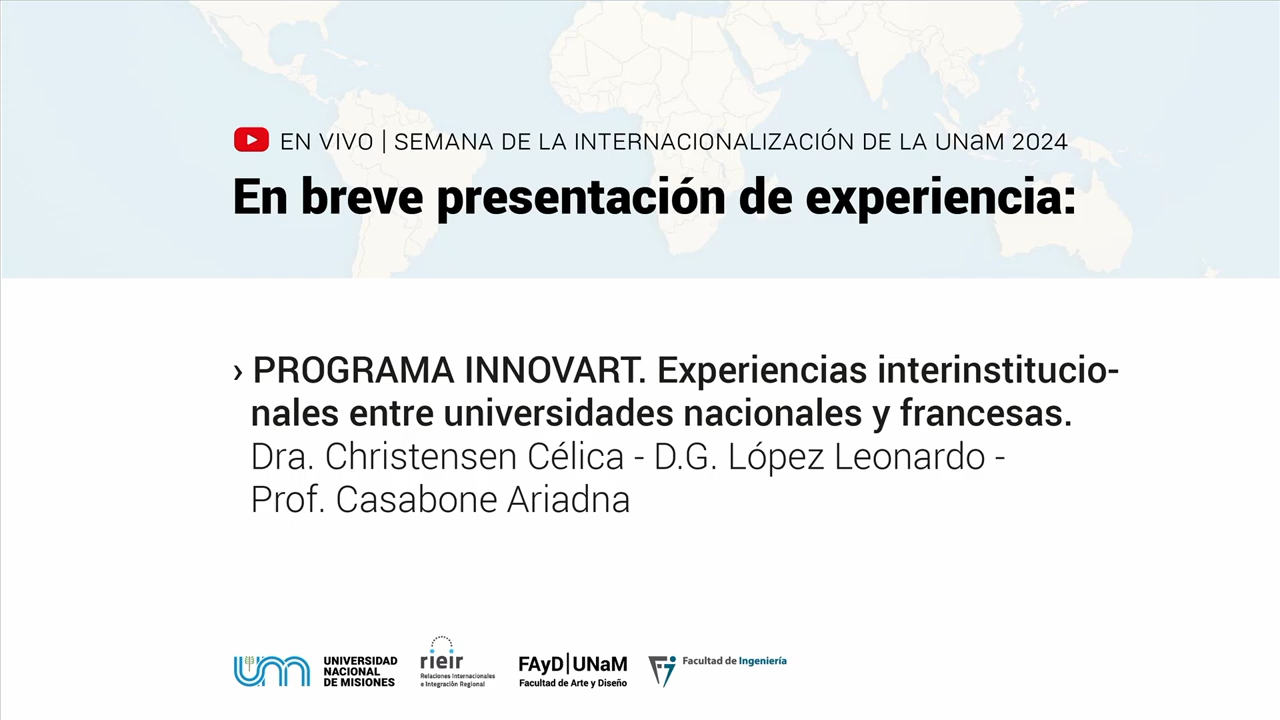 EN VIVO | SEMANA DE LA INTERNACIONALIZACIÓN DE LA UNaM 2024
En breve presentación de experiencia:
› PROGRAMA INNOVART. Experiencias interinstitucio-
nales entre universidades nacionales y francesas.
Dra. Christensen Célica - D.G. López Leonardo -
Prof. Casabone Ariadna
um
UNIVERSIDAD
NACIONAL
DE MISIONES
rieir
Relaciones Internacionales
e Integración Regional
FAyD|UNaM
Facultad de Arte y Diseño
Facultad de Ingeniería